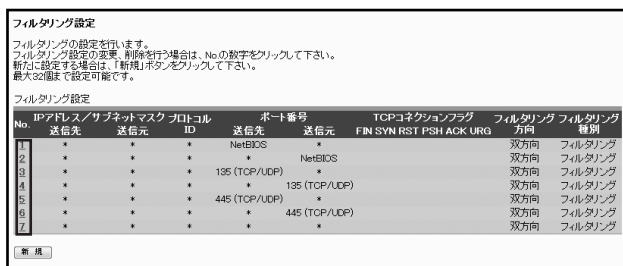 フィルタリング設定
フィルタリングの設定を行います。
フィルタリング設定の変更、削除を行う場合は、No.の数字をクリックして下さい。
新たに設定する場合は、「新規」ボタンをクリックして下さい。
最大32個まで設定可能です。
フィルタリング設定
No. IPアドレス/サブネットマスク プロトコルID ポート番号 TCPコネクションフラグ フィルタリング方向 フィルタリング種別
送信先 送信元 送信先 送信元 FIN SYN RST PSH ACK URG
1 * * * NetBIOS * 双方向 フィルタリング
2 * * * * NetBIOS 双方向 フィルタリング
3 * * * 135 (TCP/UDP) * 双方向 フィルタリング
4 * * * * 135 (TCP/UDP) 双方向 フィルタリング
5 * * * 445 (TCP/UDP) * 双方向 フィルタリング
6 * * * * 445 (TCP/UDP) 双方向 フィルタリング
7 * * * * * 双方向 フィルタリング
新 規